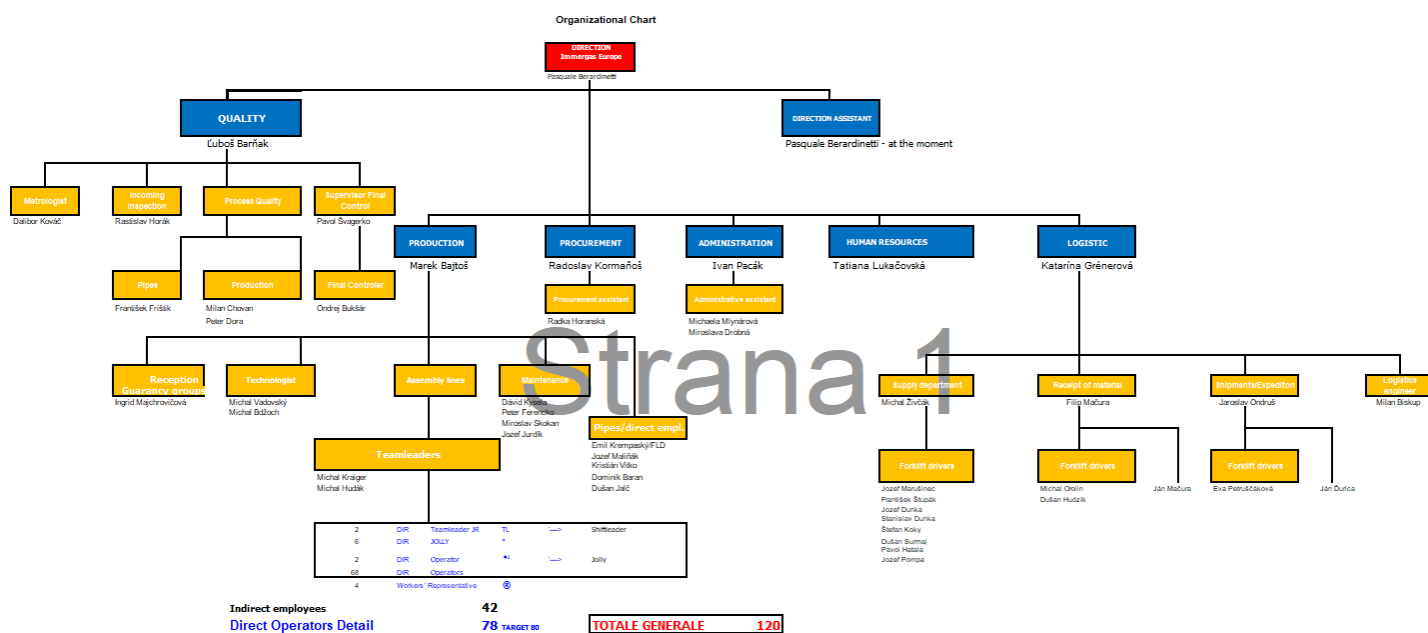 Organizational Chart
DIRECTION
Immergas Europe
Pasquale Berardinetti
QUALITY
Ľuboš Barňak
DIRECTION ASSISTANT
Pasquale Berardinetti - at the moment
Metrologist
Dalibor Kováč
Incoming
Inspection
Rastislav Horák
Process Quality
Supervisor Final
Control
Pavol Švagerko
Pipes
František Frištik
Production
Milan Chovan
Peter Dora
Final Controler
Ondrej Bukšár
PRODUCTION
Marek Bajtoš
PROCUREMENT
Radoslav Kormaňoš
ADMINISTRATION
Ivan Pacák
HUMAN RESOURCES
Tatiana Lukačovská
LOGISTIC
Katarína Grénerová
Procurement assistant
Radka Horanská
Administrative assistant
Michaela Mlynárová
Miroslava Drobná
Strana 1
Reception
Guarancy groups
Ingrid Majchrovičová
Technologist
Michal Vadovský
Michal Bdžoch
Assembly lines
Maintenance
Dávid Kysela
Peter Ferencko
Miroslav Skokan
Jozef Jurdík
Pipes/direct empl.
Emil Krempaský/FLD
Jozef Maliňák
Kristián Vitko
Dominik Baran
Dušan Jalič
Teamleaders
Michal Kraiger
Michal Hudák
Supply department
Michal Živčák
Receipt of material
Filip Mačura
Shipments/Expediton
Jaroslav Ondruš
Logistics
engineer
Milan Biskup
Forklift drivers
Jozef Marušinec
František Štupák
Jozef Dunka
Stanislav Dunka
Štefan Koky
Dušan Surmaj
Pavol Hatala
Jozef Pompa
Forklift drivers
Michal Orolin
Dušan Hudzik
Ján Mačura
Forklift drivers
Eva Petruščáková
Ján Ďurica
2 DIR Teamleader JR TL ---> Shiftleader
6 DIR JOLLY *
2 DIR Operator ---> Jolly
68 DIR Operators
4 Workers´ Representative ®
Indirect employees 42
Direct Operators Detail 78 TARGET 80
TOTALE GENERALE 120